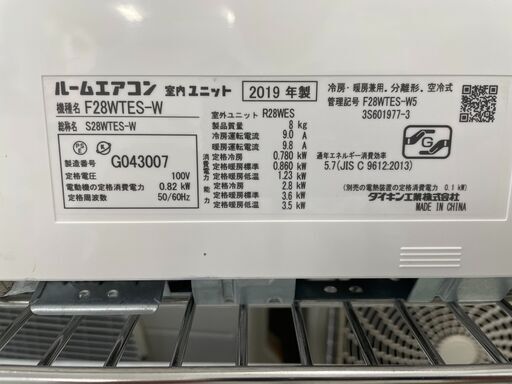 ルームエアコン 室内ユニット 2019 年製
機種名 F28WTES-W
総称名 S28WTES-W
製造番号 G043007
定格電圧 100V
電動機の定格消費電力 0.82 kW
定格周波数 50/60Hz
室外ユニット R28WES
製品質量 8 kg
冷房運転電流 9.0 A
暖房運転電流 9.8 A
消費電力 定格冷房 0.780 kW
定格暖房標準 0.860 kW
定格暖房低温 1.23 kW
能力 定格冷房 2.8 kW
定格暖房標準 3.6 kW
定格暖房低温 3.5 kW
冷房・暖房兼用、分離形、空冷式
管理記号 F28WTES-W5
3S601977-3
G
通年エネルギー消費効率
5.7(JIS C 9612:2013)
(別売の電熱装置の定格消費電力 0.1 kW)
ダイキン工業株式会社
MADE IN CHINA